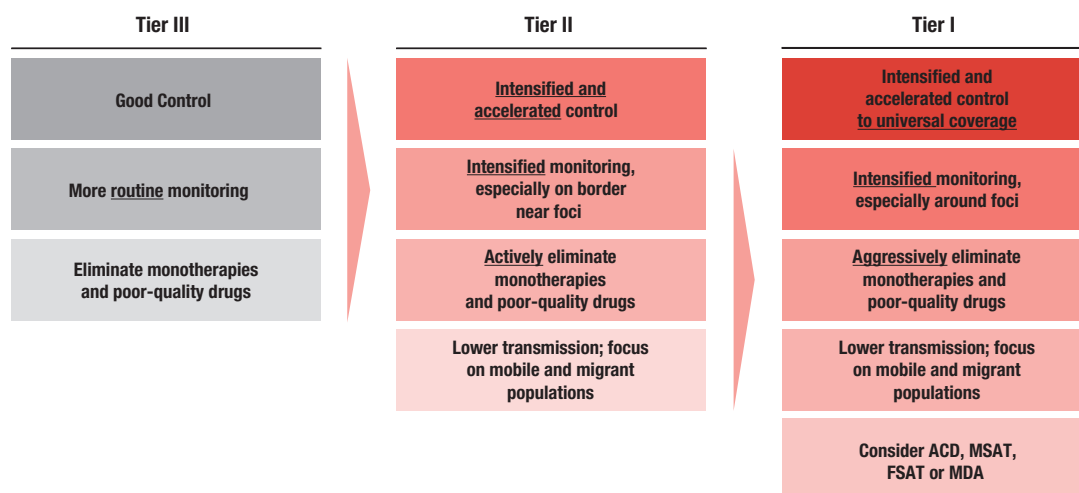 Tier III
Good Control
More routine monitoring
Eliminate monotherapies
and poor-quality drugs
Tier II
Intensified and
accelerated control
Intensified monitoring,
especially on border
near foci
Actively eliminate
monotherapies
and poor-quality drugs
Lower transmission; focus
on mobile and migrant
populations
Tier I
Intensified and
accelerated control
to universal coverage
Intensified monitoring,
especially around foci
Aggressively eliminate
monotherapies and
poor-quality drugs
Lower transmission; focus
on mobile and migrant
populations
Consider ACD, MSAT,
FSAT or MDA